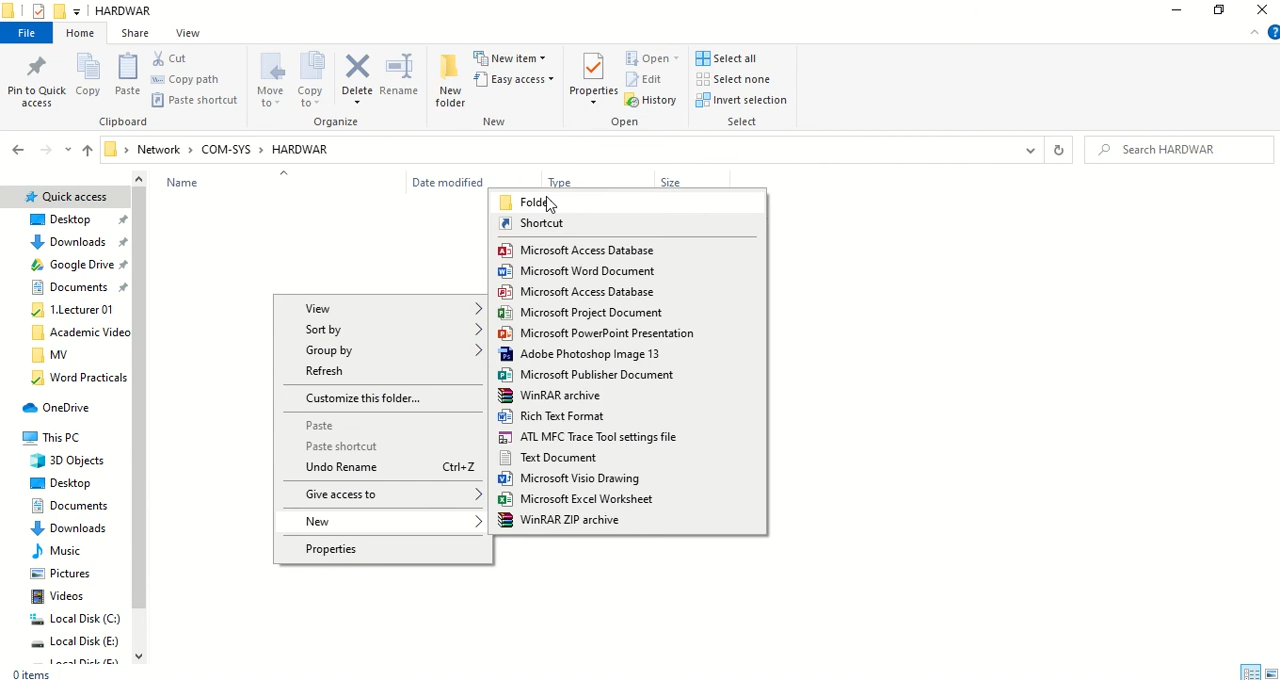 HARDWAR
File Home Share View
Pin to Quick access
Copy
Paste
Cut
Copy path
Paste shortcut
Clipboard
Move to
Copy to
Delete
Rename
Organize
New folder
New item
Easy access
New
Properties
Open
Edit
History
Open
Select all
Select none
Invert selection
Select
Network COM-SYS HARDWAR
Search HARDWAR
Name Date modified Type Size
Quick access
Desktop
Downloads
Google Drive
Documents
1.Lecturer 01
Academic Video
MV
Word Practicals
OneDrive
This PC
3D Objects
Desktop
Documents
Downloads
Music
Pictures
Videos
Local Disk (C:)
Local Disk (E:)
View
Sort by
Group by
Refresh
Customize this folder...
Paste
Paste shortcut
Undo Rename Ctrl+Z
Give access to
New
Properties
Shortcut
Microsoft Access Database
Microsoft Word Document
Microsoft Access Database
Microsoft Project Document
Microsoft PowerPoint Presentation
Adobe Photoshop Image 13
Microsoft Publisher Document
WinRAR archive
Rich Text Format
ATL MFC Trace Tool settings file
Text Document
Microsoft Visio Drawing
Microsoft Excel Worksheet
WinRAR ZIP archive
0 items